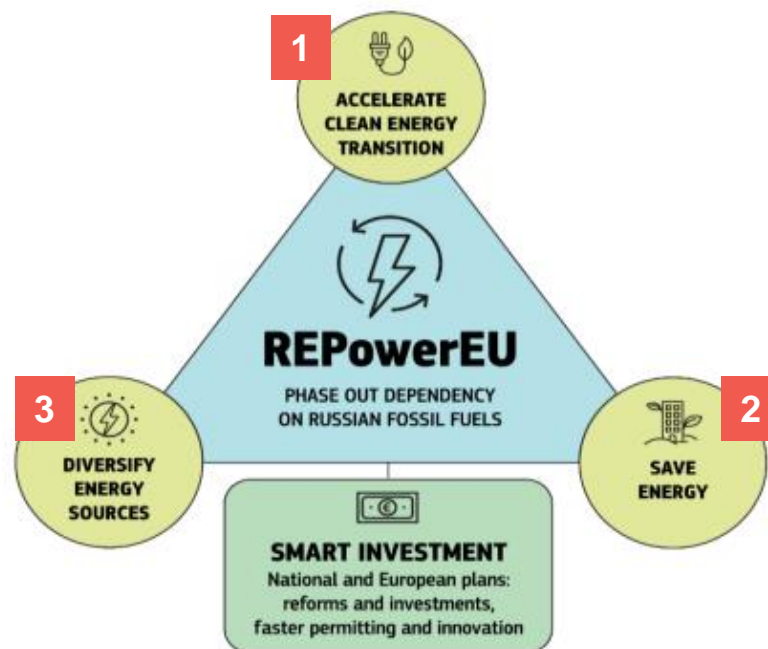 1
ACCELERATE
CLEAN ENERGY
TRANSITION
REPowerEU
PHASE OUT DEPENDENCY
ON RUSSIAN FOSSIL FUELS
3
DIVERSIFY
ENERGY
SOURCES
2
SAVE
ENERGY
€
SMART INVESTMENT
National and European plans:
reforms and investments,
faster permitting and innovation